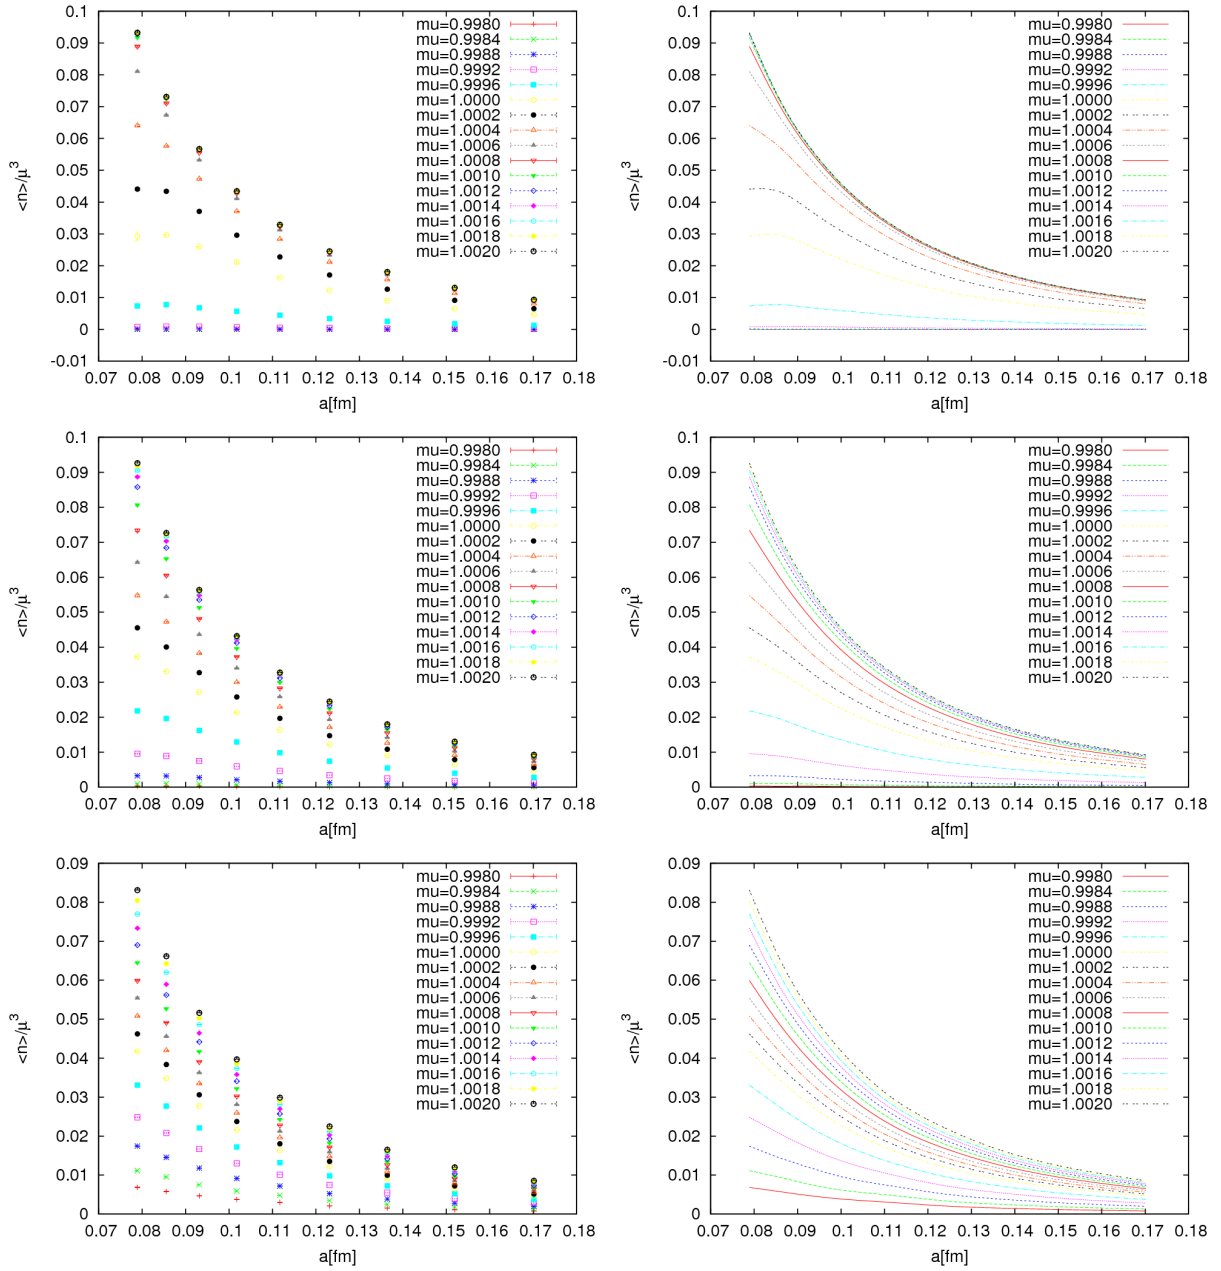 0.1
0.09
0.08
0.07
0.06
0.05
0.04
0.03
0.02
0.01
0
-0.01
<n>/μ³
0.07 0.08 0.09 0.1 0.11 0.12 0.13 0.14 0.15 0.16 0.17 0.18
a[fm]
mu=0.9980
mu=0.9984
mu=0.9988
mu=0.9992
mu=0.9996
mu=1.0000
mu=1.0002
mu=1.0004
mu=1.0006
mu=1.0008
mu=1.0010
mu=1.0012
mu=1.0014
mu=1.0016
mu=1.0018
mu=1.0020
0.1
0.09
0.08
0.07
0.06
0.05
0.04
0.03
0.02
0.01
0
-0.01
<n>/μ³
0.07 0.08 0.09 0.1 0.11 0.12 0.13 0.14 0.15 0.16 0.17 0.18
a[fm]
mu=0.9980
mu=0.9984
mu=0.9988
mu=0.9992
mu=0.9996
mu=1.0000
mu=1.0002
mu=1.0004
mu=1.0006
mu=1.0008
mu=1.0010
mu=1.0012
mu=1.0014
mu=1.0016
mu=1.0018
mu=1.0020
0.1
0.09
0.08
0.07
0.06
0.05
0.04
0.03
0.02
0.01
0
<n>/μ³
0.07 0.08 0.09 0.1 0.11 0.12 0.13 0.14 0.15 0.16 0.17 0.18
a[fm]
mu=0.9980
mu=0.9984
mu=0.9988
mu=0.9992
mu=0.9996
mu=1.0000
mu=1.0002
mu=1.0004
mu=1.0006
mu=1.0008
mu=1.0010
mu=1.0012
mu=1.0014
mu=1.0016
mu=1.0018
mu=1.0020
0.1
0.09
0.08
0.07
0.06
0.05
0.04
0.03
0.02
0.01
0
<n>/μ³
0.07 0.08 0.09 0.1 0.11 0.12 0.13 0.14 0.15 0.16 0.17 0.18
a[fm]
mu=0.9980
mu=0.9984
mu=0.9988
mu=0.9992
mu=0.9996
mu=1.0000
mu=1.0002
mu=1.0004
mu=1.0006
mu=1.0008
mu=1.0010
mu=1.0012
mu=1.0014
mu=1.0016
mu=1.0018
mu=1.0020
0.09
0.08
0.07
0.06
0.05
0.04
0.03
0.02
0.01
0
<n>/μ³
0.07 0.08 0.09 0.1 0.11 0.12 0.13 0.14 0.15 0.16 0.17 0.18
a[fm]
mu=0.9980
mu=0.9984
mu=0.9988
mu=0.9992
mu=0.9996
mu=1.0000
mu=1.0002
mu=1.0004
mu=1.0006
mu=1.0008
mu=1.0010
mu=1.0012
mu=1.0014
mu=1.0016
mu=1.0018
mu=1.0020
0.09
0.08
0.07
0.06
0.05
0.04
0.03
0.02
0.01
0
<n>/μ³
0.07 0.08 0.09 0.1 0.11 0.12 0.13 0.14 0.15 0.16 0.17 0.18
a[fm]
mu=0.9980
mu=0.9984
mu=0.9988
mu=0.9992
mu=0.9996
mu=1.0000
mu=1.0002
mu=1.0004
mu=1.0006
mu=1.0008
mu=1.0010
mu=1.0012
mu=1.0014
mu=1.0016
mu=1.0018
mu=1.0020